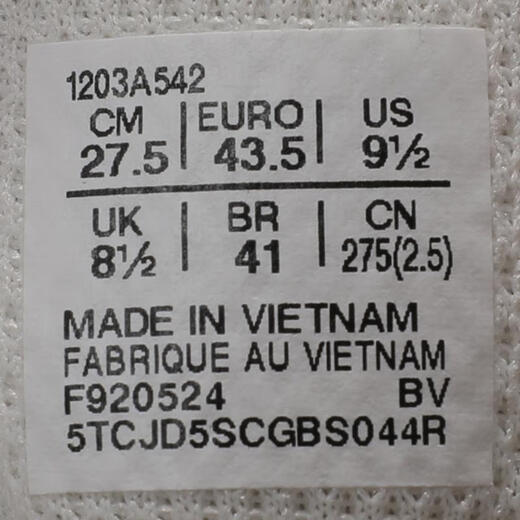 1203A542
CM EURO US
27.5 43.5 9½
UK BR CN
8½ 41 275(2.5)
MADE IN VIETNAM
FABRIQUE AU VIETNAM
F920524 BV
5TCJD5SCGBS044R